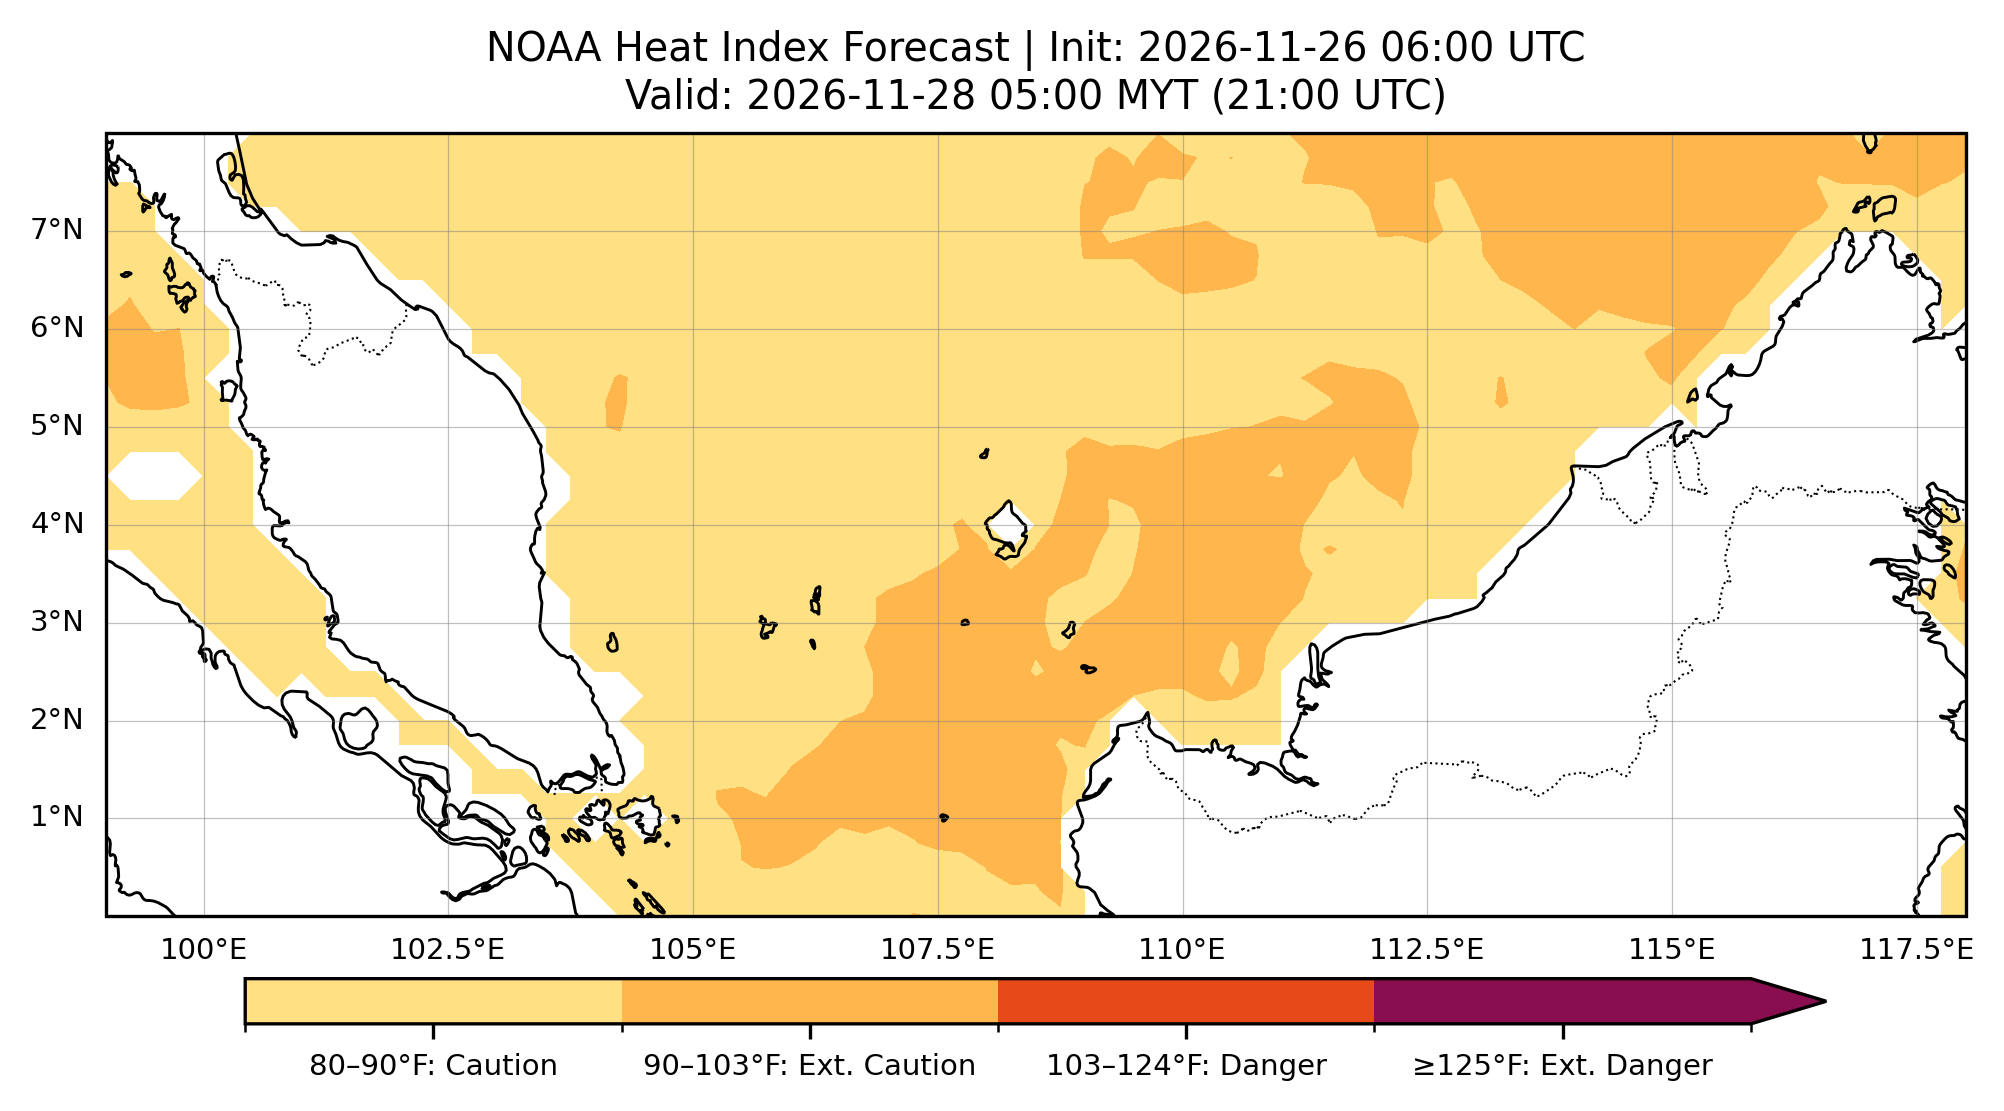 NOAA Heat Index Forecast | Init: 2026-11-26 06:00 UTC
Valid: 2026-11-28 05:00 MYT (21:00 UTC)
7°N
6°N
5°N
4°N
3°N
2°N
1°N
100°E
102.5°E
105°E
107.5°E
110°E
112.5°E
115°E
117.5°E
80–90°F: Caution
90–103°F: Ext. Caution
103–124°F: Danger
≥125°F: Ext. Danger